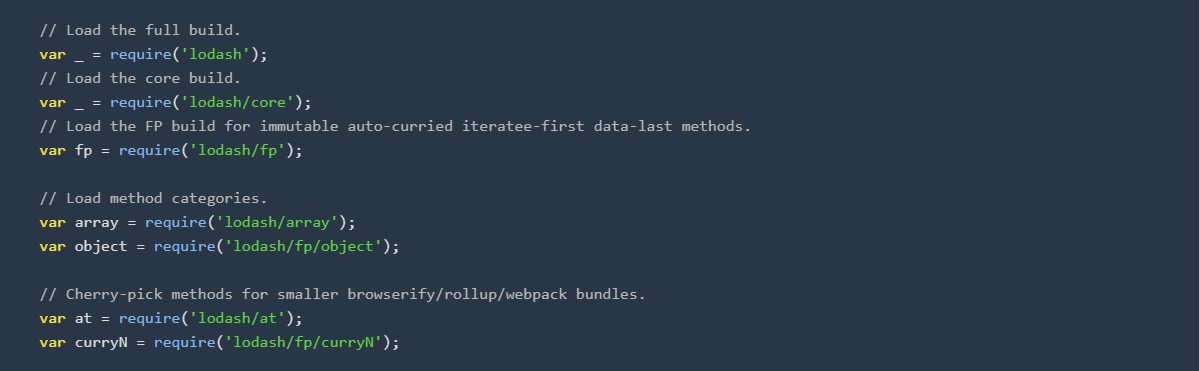 // Load the full build.
var _ = require('lodash');
// Load the core build.
var _ = require('lodash/core');
// Load the FP build for immutable auto-curried iteratee-first data-last methods.
var fp = require('lodash/fp');
// Load method categories.
var array = require('lodash/array');
var object = require('lodash/fp/object');
// Cherry-pick methods for smaller browserify/rollup/webpack bundles.
var at = require('lodash/at');
var curryN = require('lodash/fp/curryN');